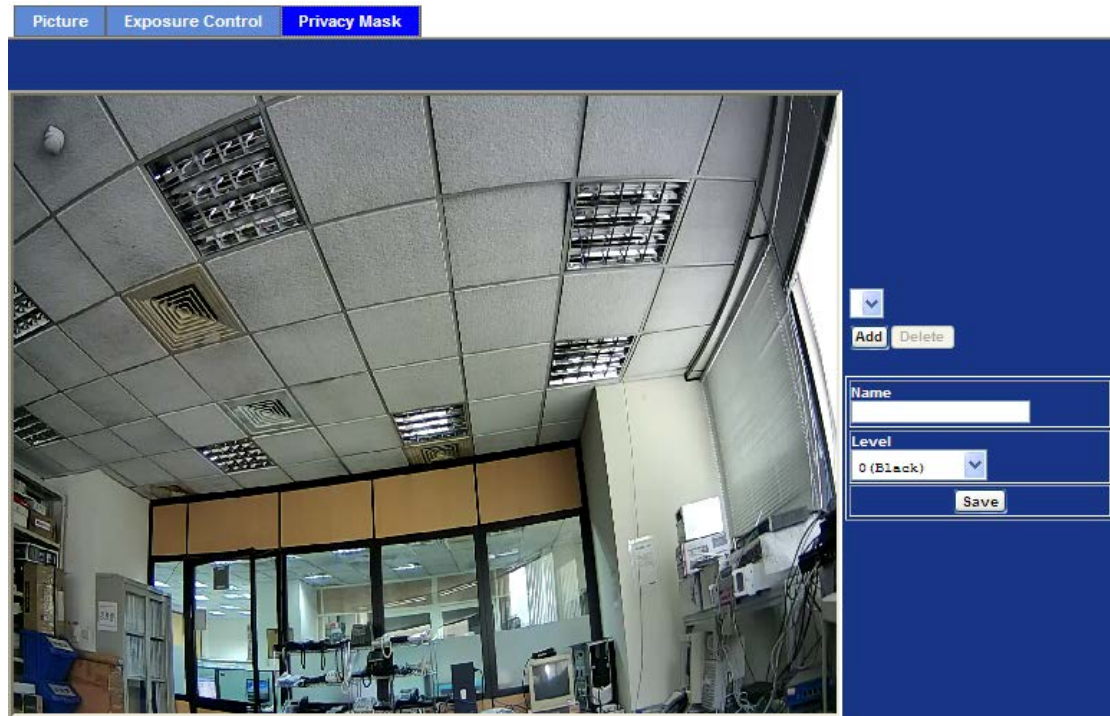 Picture Exposure Control Privacy Mask
Add Delete
Name
Level
0 (Black)
Save